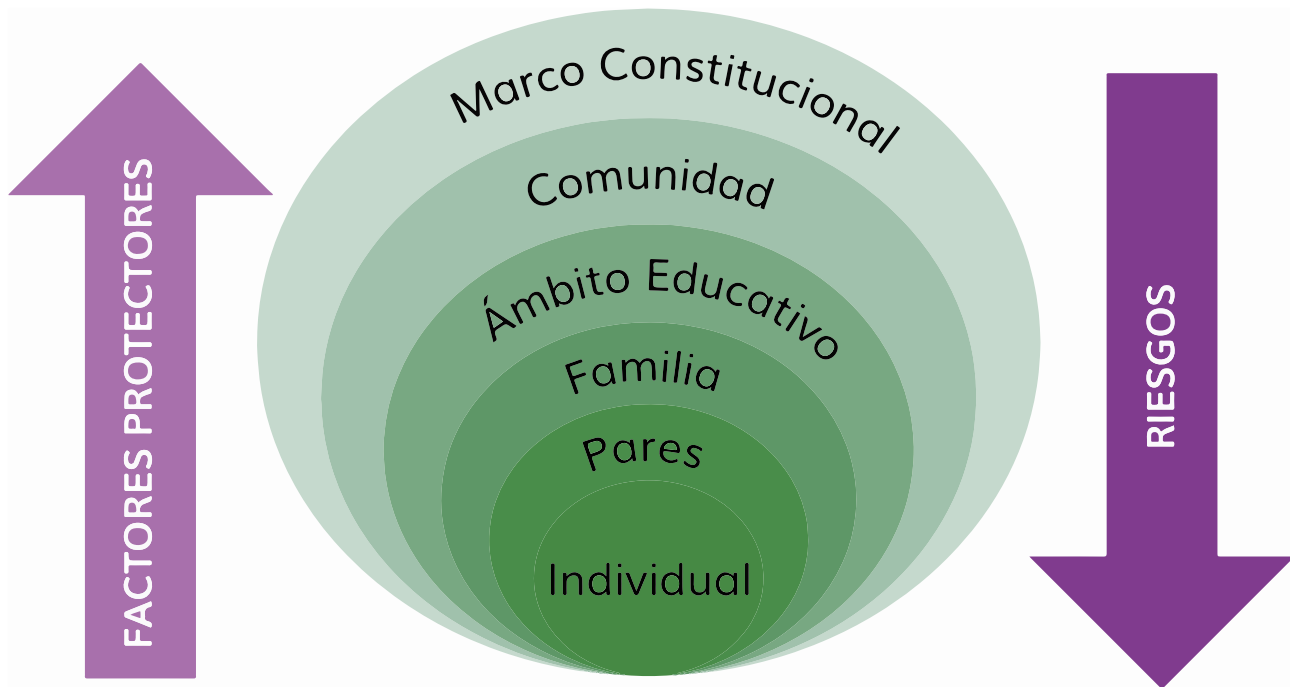 FACTORES PROTECTORES
Marco Constitucional
Comunidad
Ámbito Educativo
Familia
Pares
Individual
RIESGOS